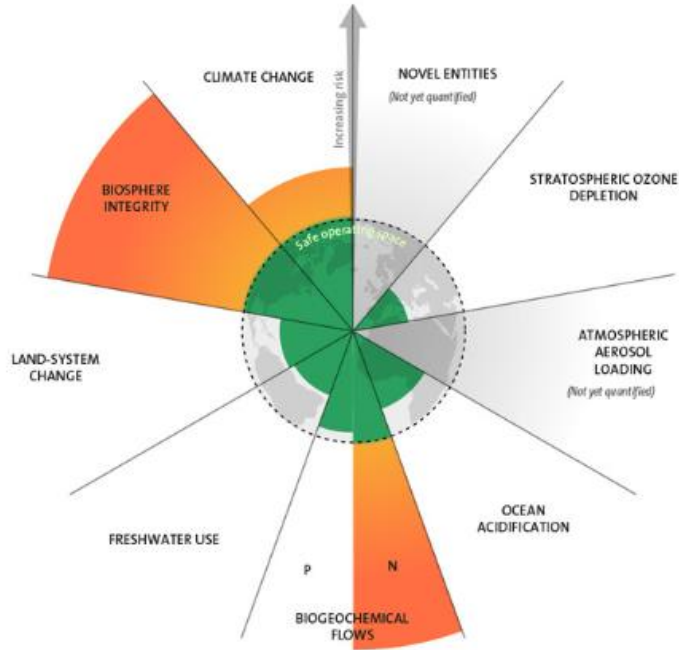 CLIMATE CHANGE
Increasing risk
NOVEL ENTITIES
(Not yet quantified)
STRATOSPHERIC OZONE
DEPLETION
BIOSPHERE
INTEGRITY
Safe operating space
ATMOSPHERIC
AEROSOL
LOADING
(Not yet quantified)
LAND-SYSTEM
CHANGE
OCEAN
ACIDIFICATION
FRESHWATER USE
P
N
BIOGEOCHEMICAL
FLOWS